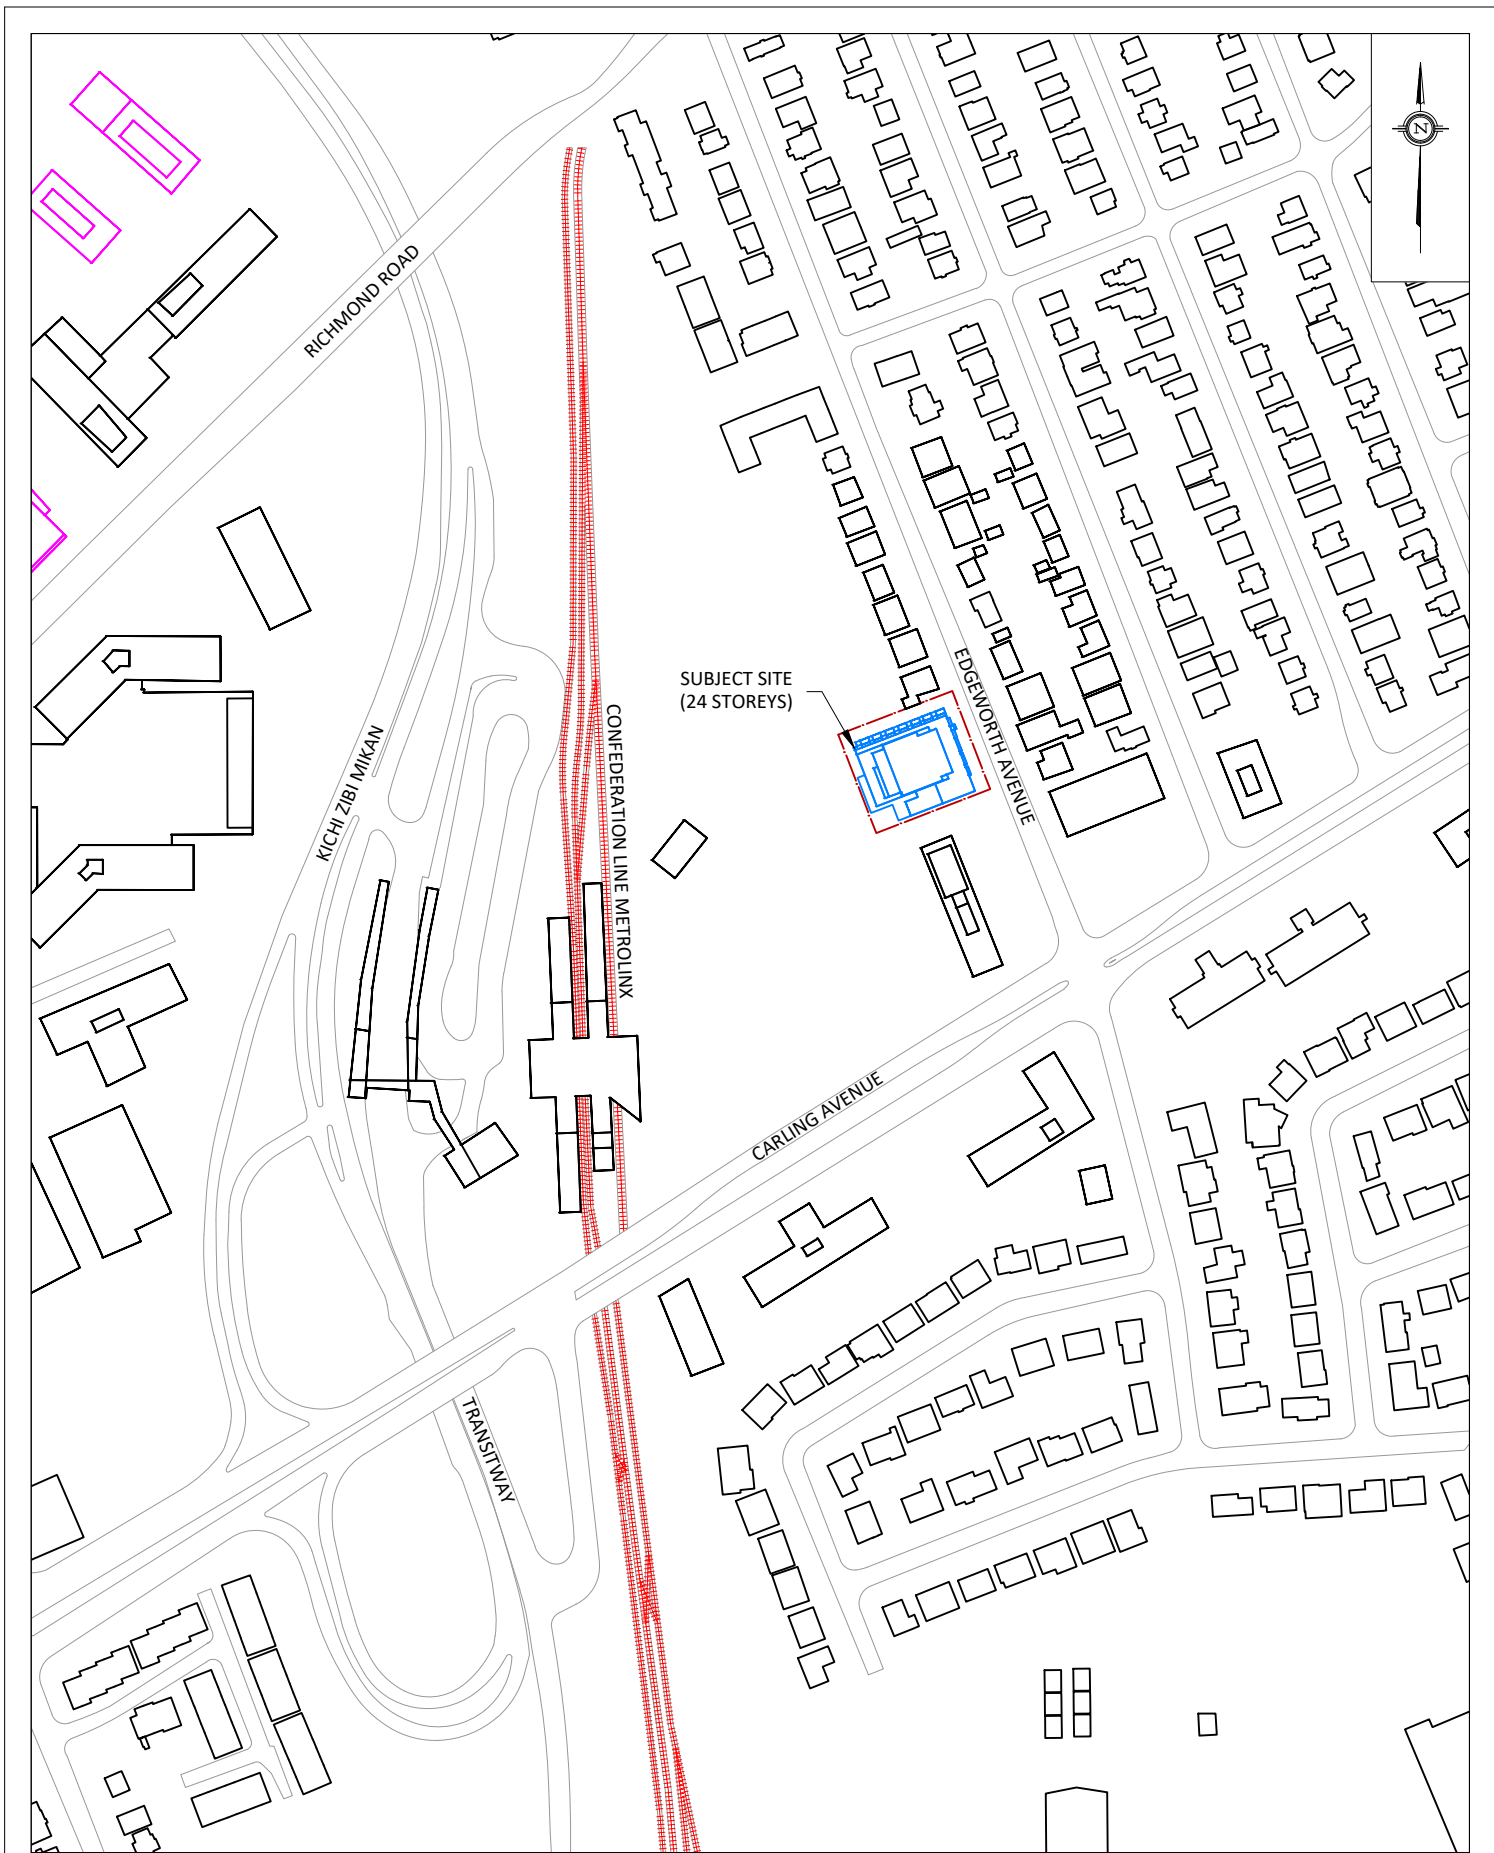 N
RICHMOND ROAD
SUBJECT SITE
(24 STOREYS)
EDGEWORTH AVENUE
KICHI ZIBI MIKAN
CONFEDERATION LINE METROLINX
CARLING AVENUE
TRANSITWAY